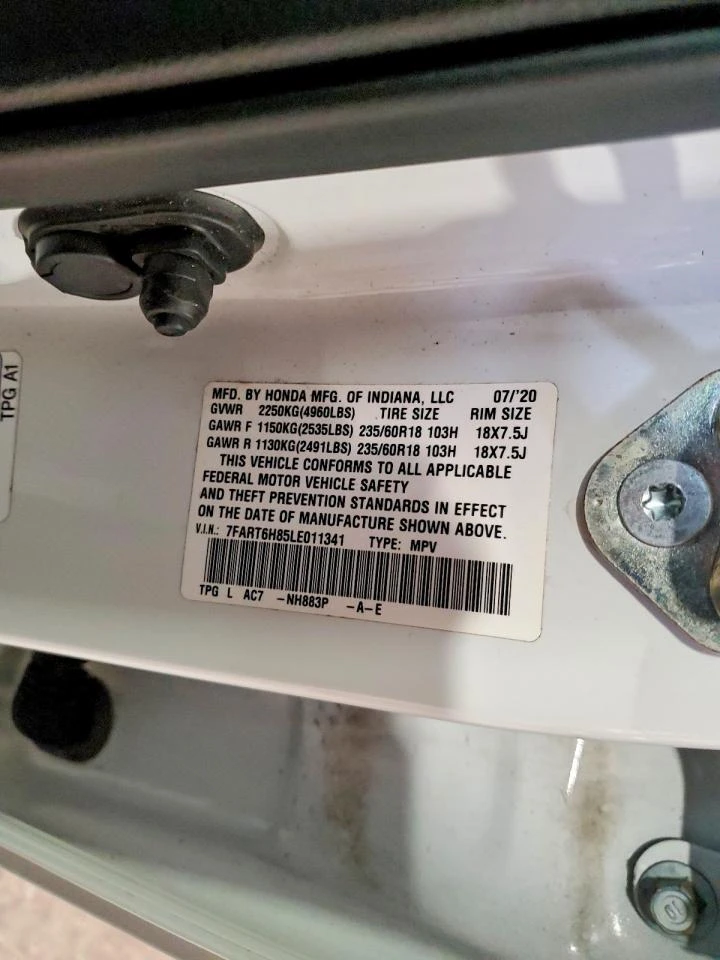 TPG A1
MFD. BY HONDA MFG. OF INDIANA, LLC 07/'20
GVWR 2250KG(4960LBS) TIRE SIZE RIM SIZE
GAWR F 1150KG(2535LBS) 235/60R18 103H 18X7.5J
GAWR R 1130KG(2491LBS) 235/60R18 103H 18X7.5J
THIS VEHICLE CONFORMS TO ALL APPLICABLE
FEDERAL MOTOR VEHICLE SAFETY
AND THEFT PREVENTION STANDARDS IN EFFECT
ON THE DATE OF MANUFACTURE SHOWN ABOVE.
V.I.N.: 7FART6H85LE011341 TYPE: MPV
TPG L AC7 -NH883P -A-E
10